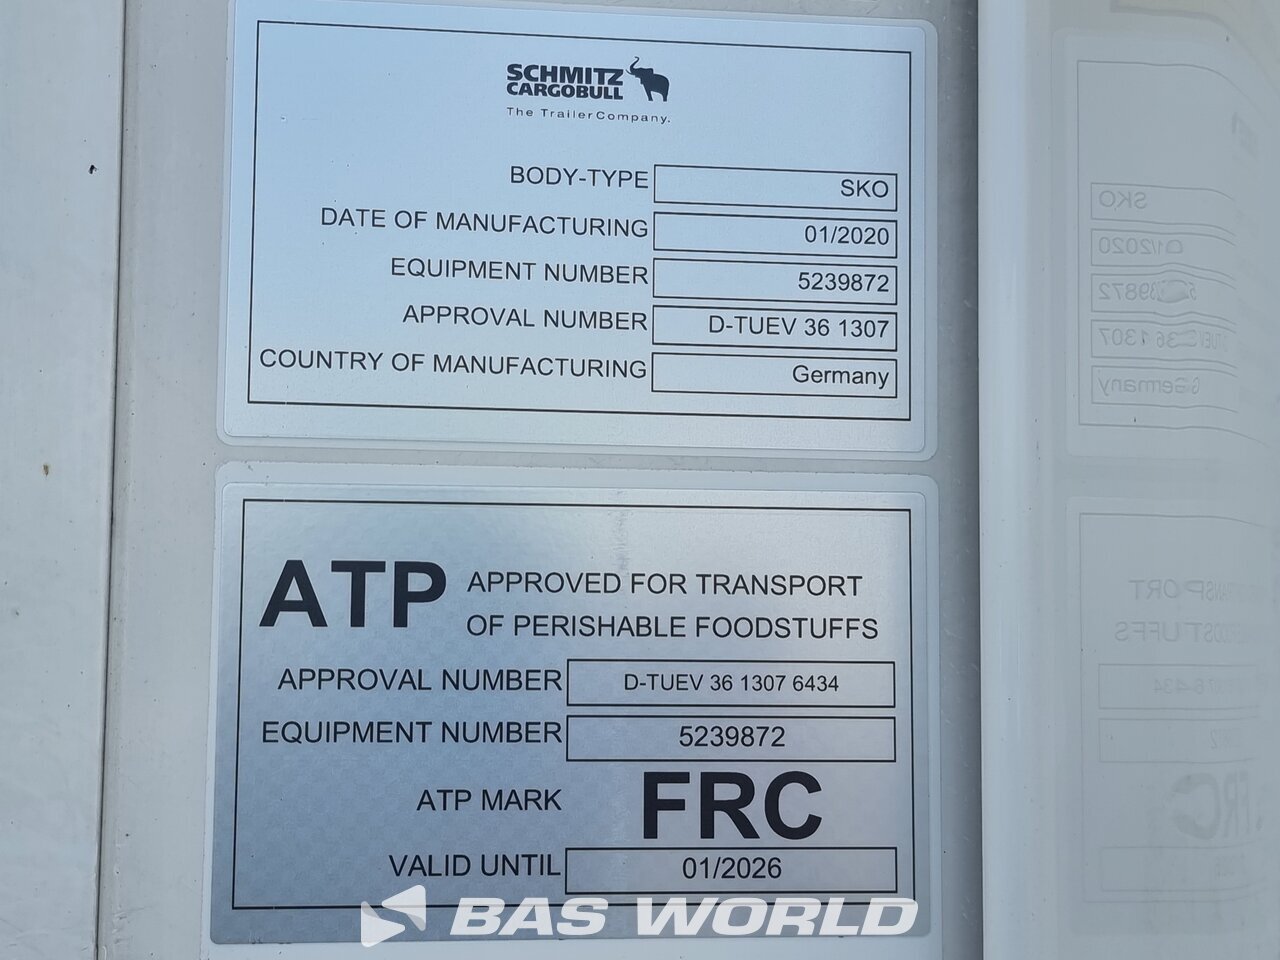 SCHMITZ
CARGOBULL
The TrailerCompany.
BODY-TYPE SKO
DATE OF MANUFACTURING 01/2020
EQUIPMENT NUMBER 5239872
APPROVAL NUMBER D-TUEV 36 1307
COUNTRY OF MANUFACTURING Germany
ATP APPROVED FOR TRANSPORT
OF PERISHABLE FOODSTUFFS
APPROVAL NUMBER D-TUEV 36 1307 6434
EQUIPMENT NUMBER 5239872
ATP MARK FRC
VALID UNTIL 01/2026
BAS WORLD